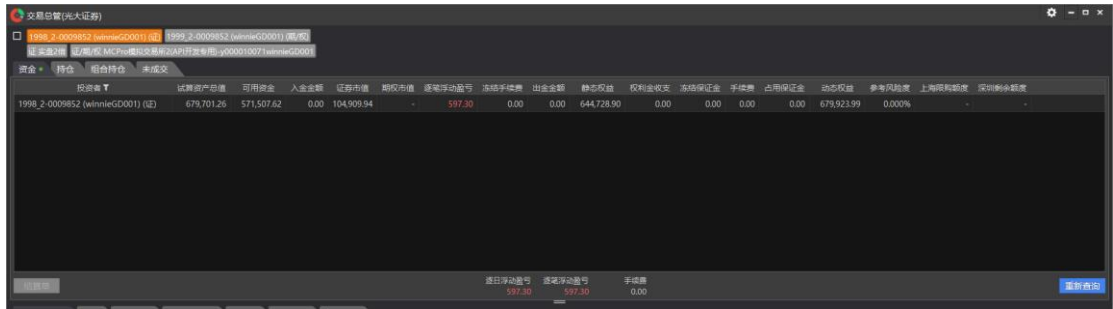 交易总管(光大证券)
1998_2-0009852 (winnieGD001) (证) 1999_2-0009852 (winnieGD001) (期/权)
证 实盘2组 证/期/权 MCPro模拟交易所2(API开发专用)-y000010071winnieGD001
资金 持仓 组合持仓 未成交
投资者 试算资产总值 可用资金 入金金额 证券市值 期权市值 逐笔浮动盈亏 冻结手续费 出金金额 静态权益 权利金收支 冻结保证金 手续费 占用保证金 动态权益 参考风险度 上海限购额度 深圳剩余额度
1998_2-0009852 (winnieGD001) (证) 679,701.26 571,507.62 0.00 104,909.94 - 597.30 0.00 0.00 644,728.90 0.00 0.00 0.00 0.00 679,923.99 0.000% - -
结算单 逐日浮动盈亏 逐笔浮动盈亏 手续费 重新查询
597.30 597.30 0.00